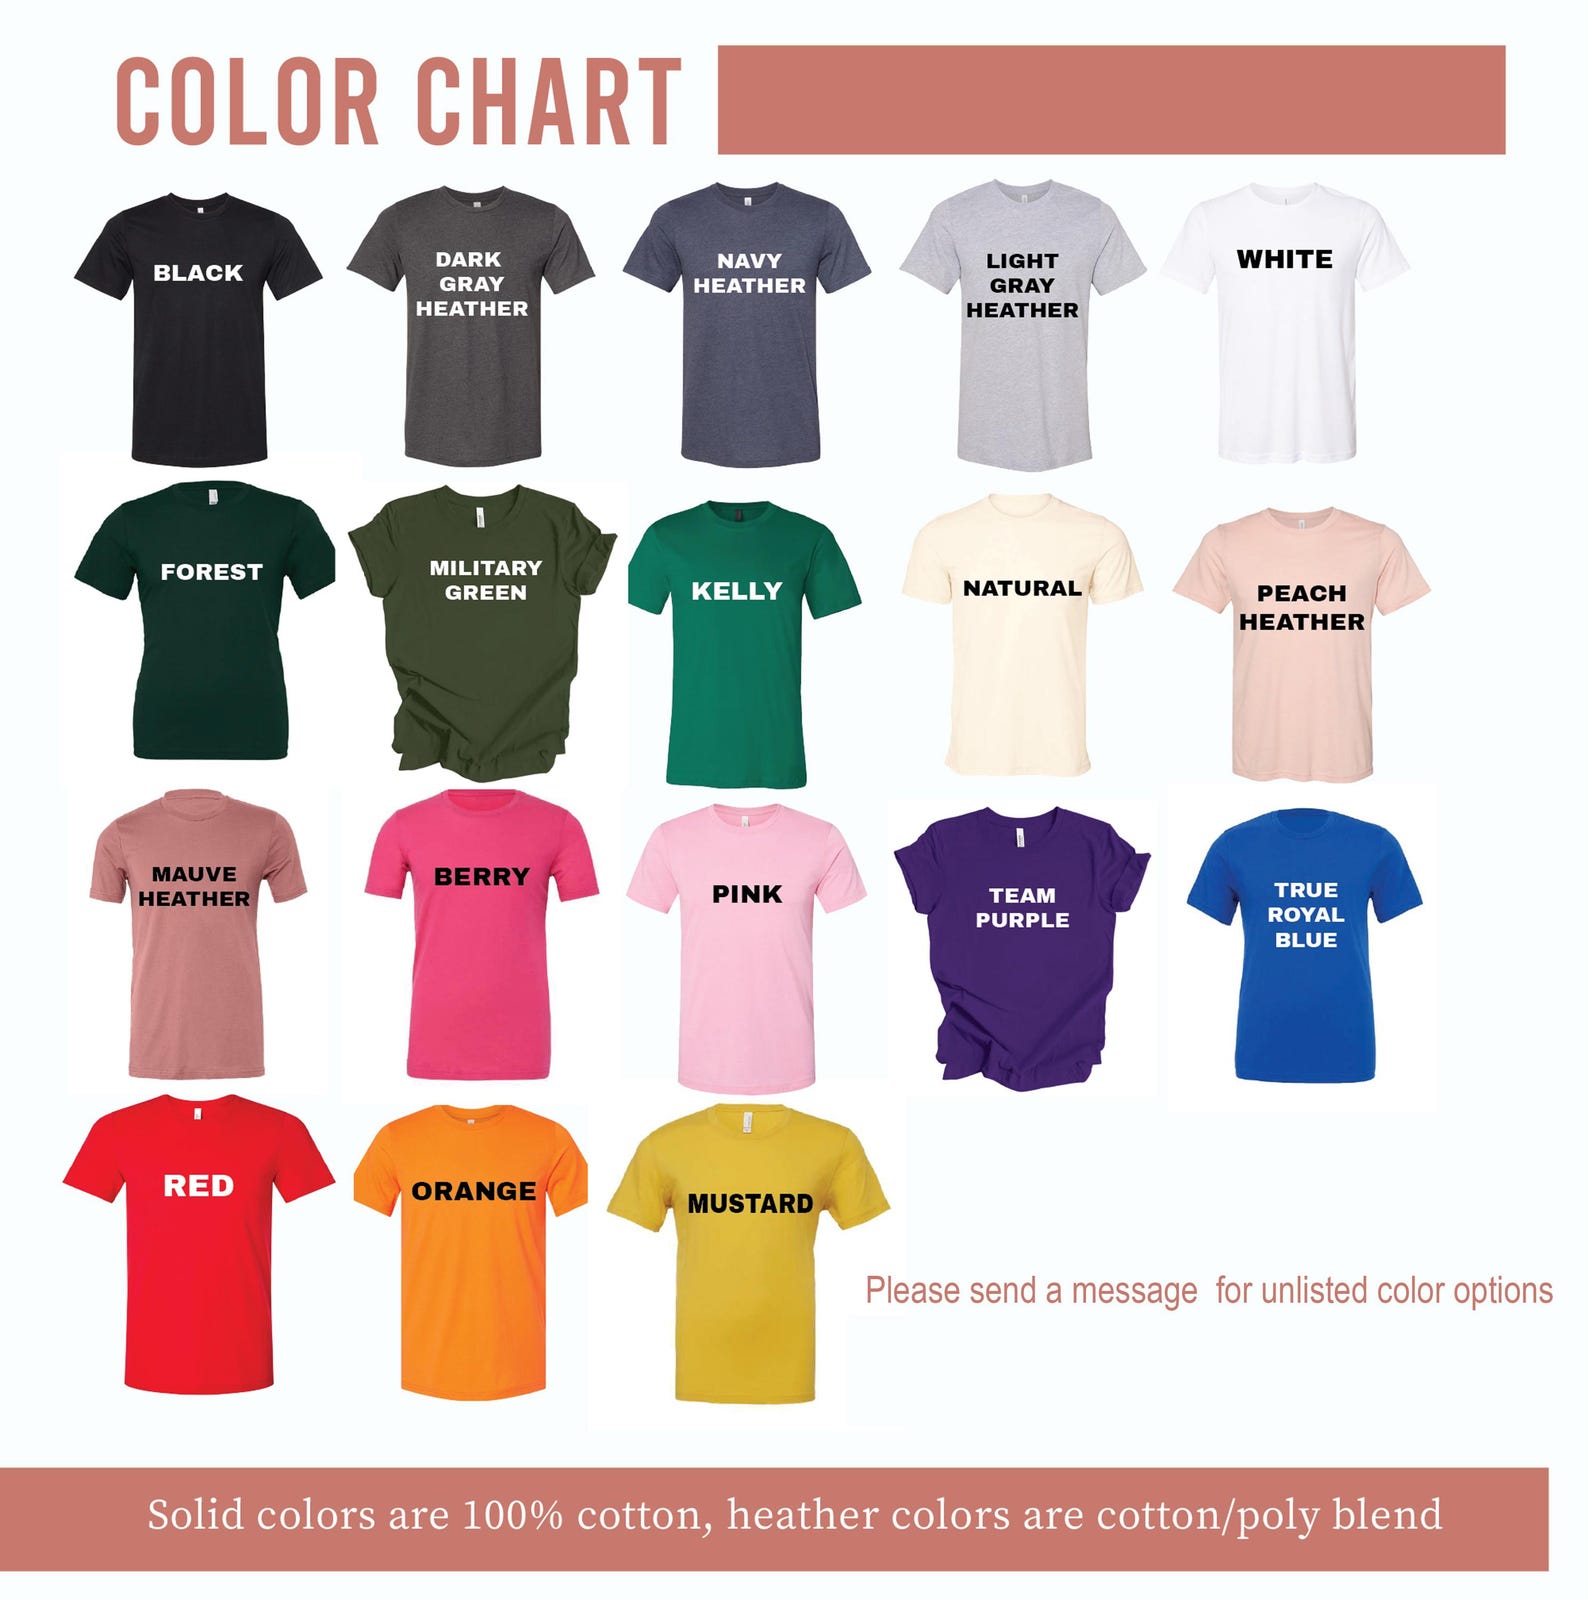 COLOR CHART
BLACK
DARK
GRAY
HEATHER
NAVY
HEATHER
LIGHT
GRAY
HEATHER
WHITE
FOREST
MILITARY
GREEN
KELLY
NATURAL
PEACH
HEATHER
MAUVE
HEATHER
BERRY
PINK
TEAM
PURPLE
TRUE
ROYAL
BLUE
RED
ORANGE
MUSTARD
Please send a message for unlisted color options
Solid colors are 100% cotton, heather colors are cotton/poly blend